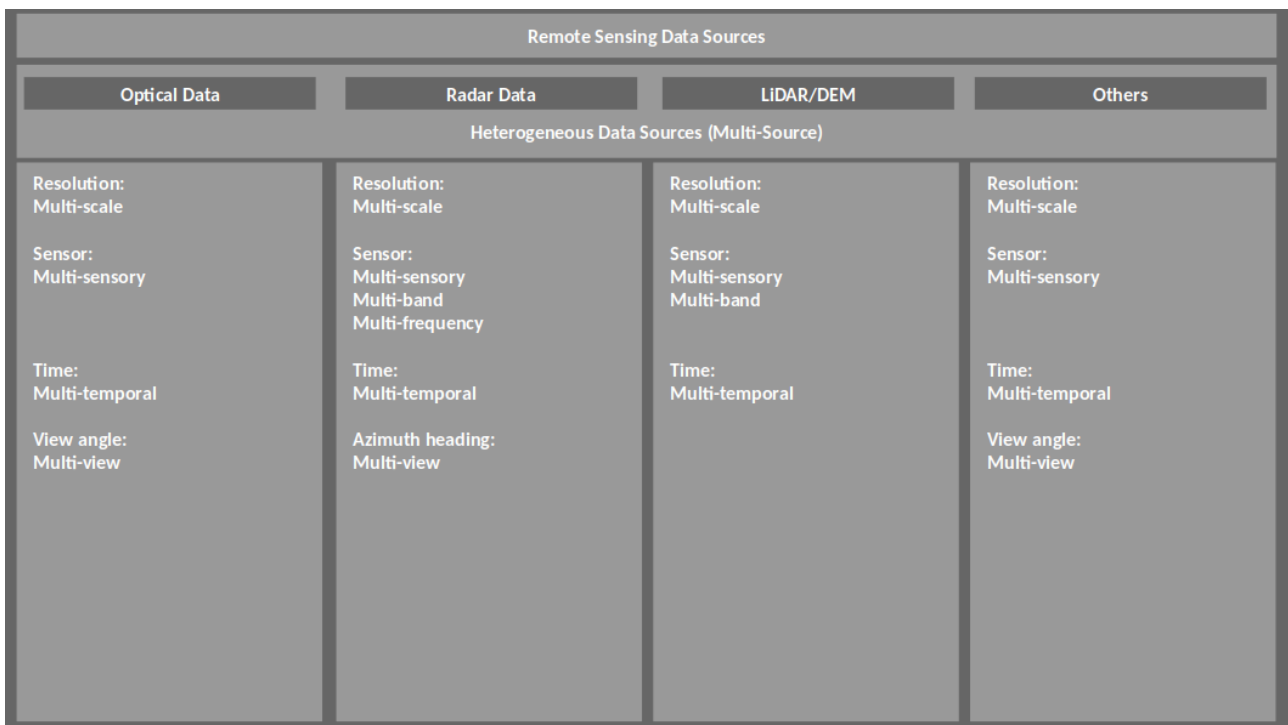 Remote Sensing Data Sources
Optical Data
Radar Data
LiDAR/DEM
Others
Heterogeneous Data Sources (Multi-Source)
Resolution:
Multi-scale
Sensor:
Multi-sensory
Time:
Multi-temporal
View angle:
Multi-view
Resolution:
Multi-scale
Sensor:
Multi-sensory
Multi-band
Multi-frequency
Time:
Multi-temporal
Azimuth heading:
Multi-view
Resolution:
Multi-scale
Sensor:
Multi-sensory
Multi-band
Time:
Multi-temporal
Resolution:
Multi-scale
Sensor:
Multi-sensory
Time:
Multi-temporal
View angle:
Multi-view